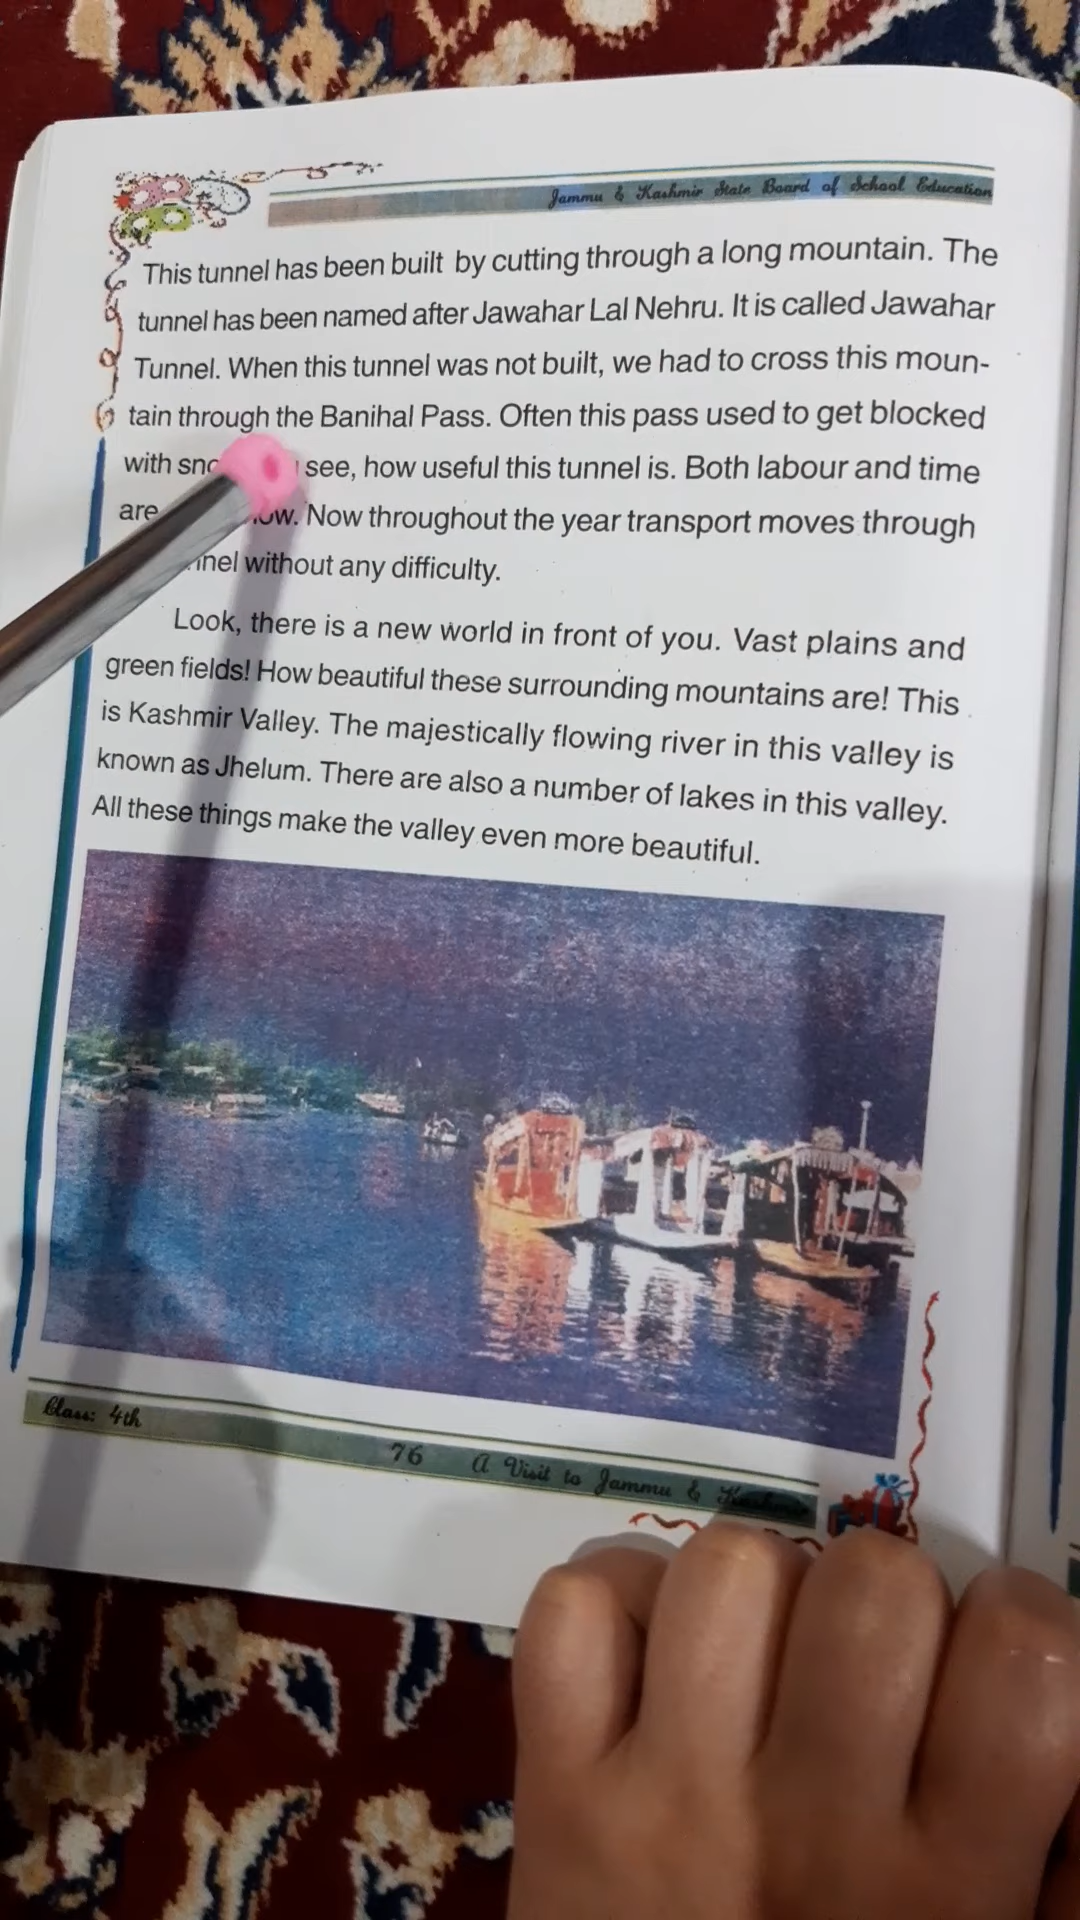 Jammu & Kashmir State Board of School Education
This tunnel has been built by cutting through a long mountain. The
tunnel has been named after Jawahar Lal Nehru. It is called Jawahar
Tunnel. When this tunnel was not built, we had to cross this moun-
tain through the Banihal Pass. Often this pass used to get blocked
with see, how useful this tunnel is. Both labour and time
are Now throughout the year transport moves through
without any difficulty.
Look, there is a new world in front of you. Vast plains and
green fields! How beautiful these surrounding mountains are! This
is Kashmir Valley. The majestically flowing river in this valley is
known as Jhelum. There are also a number of lakes in this valley.
All these things make the valley even more beautiful.
Class: 4th
76 A Visit to Jammu & Kashmir